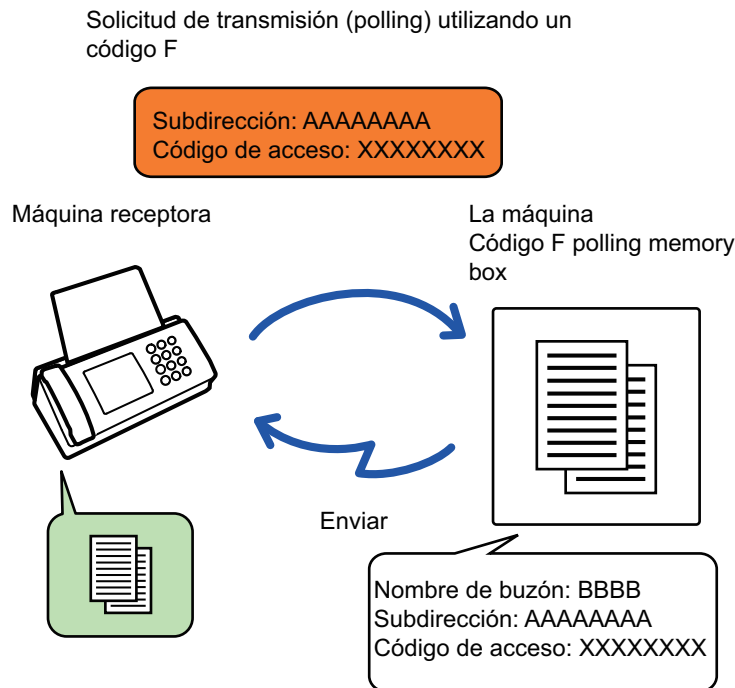 Solicitud de transmisión (polling) utilizando un
código F
Subdirección: AAAAAAAA
Código de acceso: XXXXXXXX
Máquina receptora
La máquina
Código F polling memory
box
Enviar
Nombre de buzón: BBBB
Subdirección: AAAAAAAA
Código de acceso: XXXXXXXX